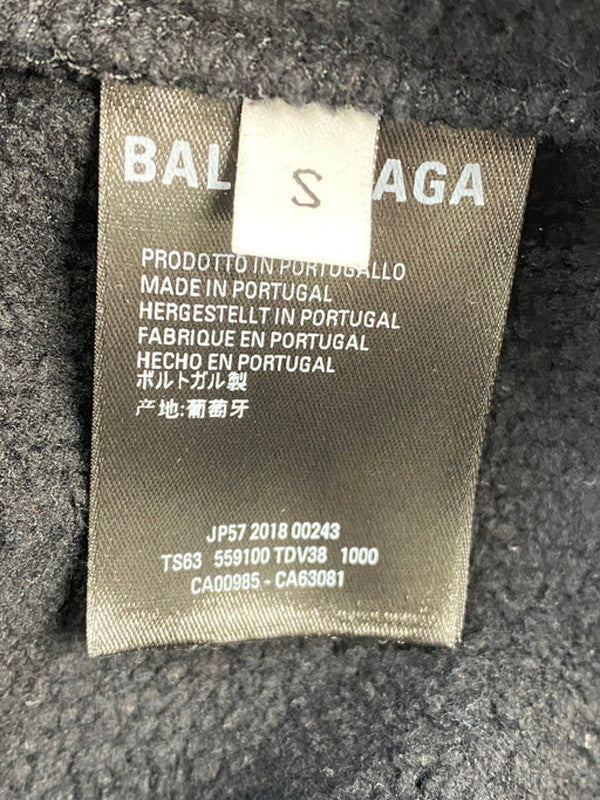 BAL AGA
S
PRODOTTO IN PORTOGALLO
MADE IN PORTUGAL
HERGESTELLT IN PORTUGAL
FABRIQUE EN PORTUGAL
HECHO EN PORTUGAL
ポルトガル製
产地:葡萄牙
JP57 2018 00243
TS63 559100 TDV38 1000
CA00985 - CA63081